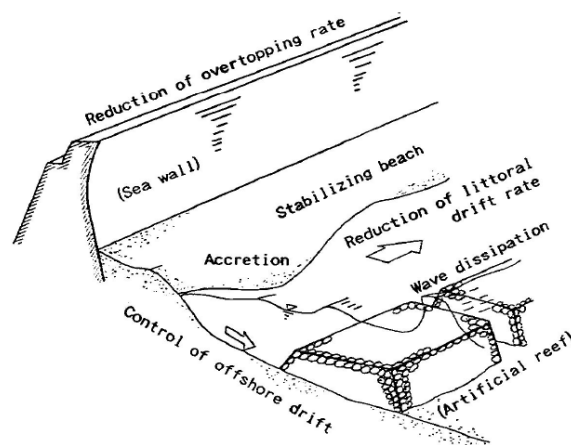 Reduction of overtopping rate
(Sea wall)
Stabilizing beach
Reduction of littoral
drift rate
Accretion
Wave dissipation
Control of offshore drift
(Artificial reef)